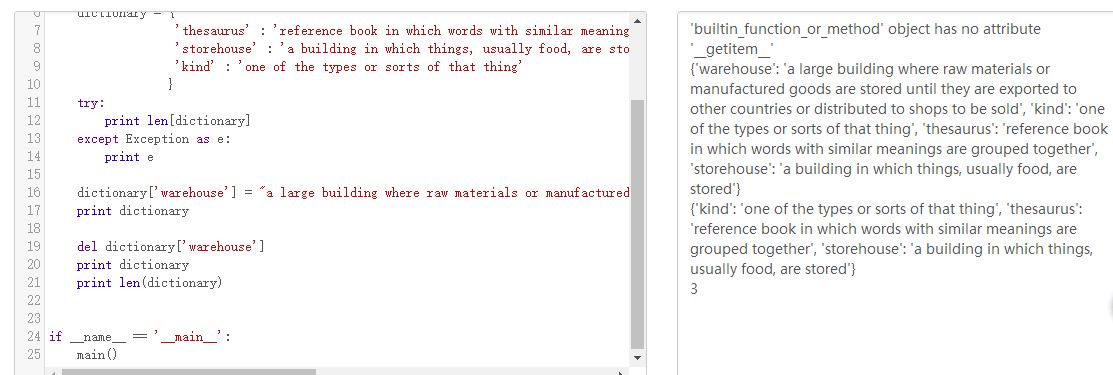 6 dictionary = {
7 'thesaurus' : 'reference book in which words with similar meaning
8 'storehouse' : 'a building in which things, usually food, are sto
9 'kind' : 'one of the types or sorts of that thing'
10 }
11 try:
12 print len[dictionary]
13 except Exception as e:
14 print e
15
16 dictionary['warehouse'] = "a large building where raw materials or manufactured
17 print dictionary
18
19 del dictionary['warehouse']
20 print dictionary
21 print len(dictionary)
22
23
24 if __name__ == '__main__':
25 main()
'builtin_function_or_method' object has no attribute
'__getitem__'
{'warehouse': 'a large building where raw materials or
manufactured goods are stored until they are exported to
other countries or distributed to shops to be sold', 'kind': 'one
of the types or sorts of that thing', 'thesaurus': 'reference book
in which words with similar meanings are grouped together',
'storehouse': 'a building in which things, usually food, are
stored'}
{'kind': 'one of the types or sorts of that thing', 'thesaurus':
'reference book in which words with similar meanings are
grouped together', 'storehouse': 'a building in which things,
usually food, are stored'}
3